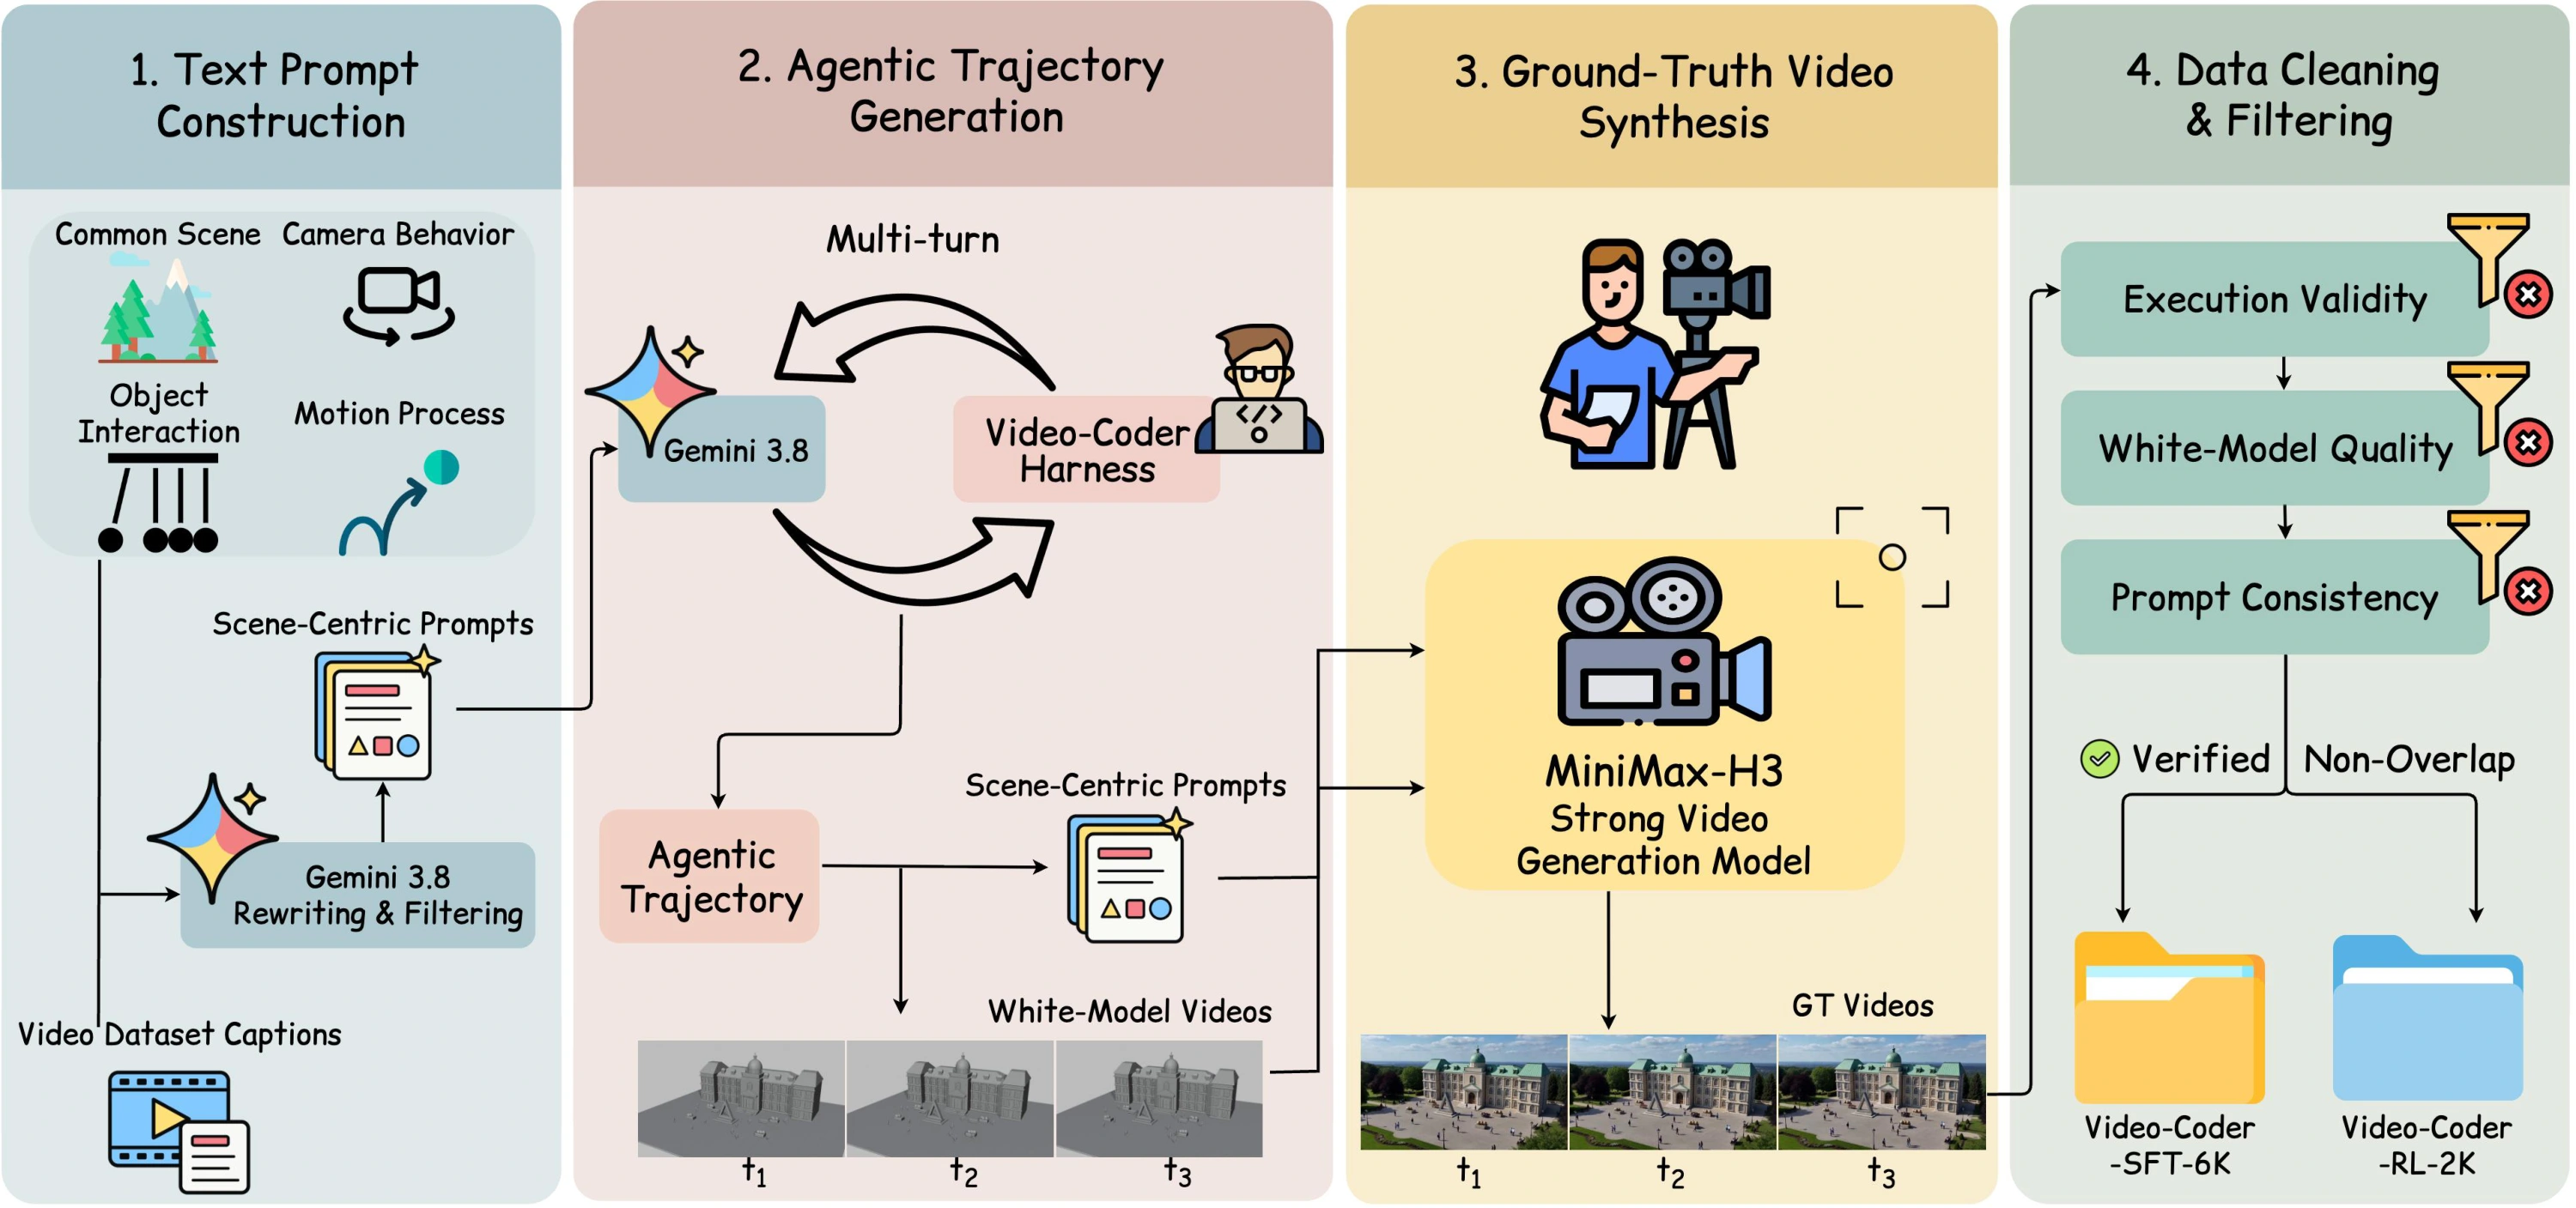 1. Text Prompt
Construction
Common Scene
Camera Behavior
Object
Interaction
Motion Process
Scene-Centric Prompts
Gemini 3.8
Rewriting & Filtering
Video Dataset Captions
2. Agentic Trajectory
Generation
Multi-turn
Gemini 3.8
</>
Video-Coder
Harness
Agentic
Trajectory
Scene-Centric Prompts
White-Model Videos
t1
t2
t3
3. Ground-Truth Video
Synthesis
MiniMax-H3
Strong Video
Generation Model
GT Videos
t1
t2
t3
4. Data Cleaning
& Filtering
Execution Validity
White-Model Quality
Prompt Consistency
Verified
Non-Overlap
Video-Coder
-SFT-6K
Video-Coder
-RL-2K